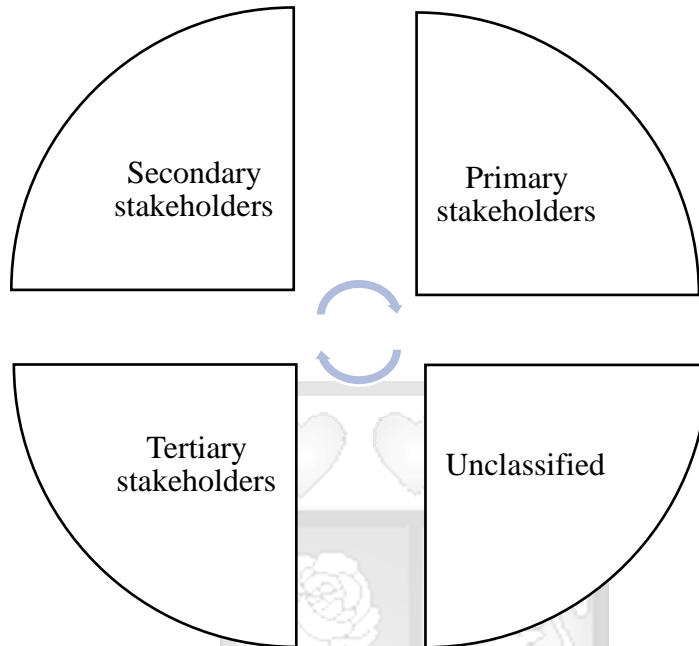 Secondary
stakeholders
Primary
stakeholders
Tertiary
stakeholders
Unclassified